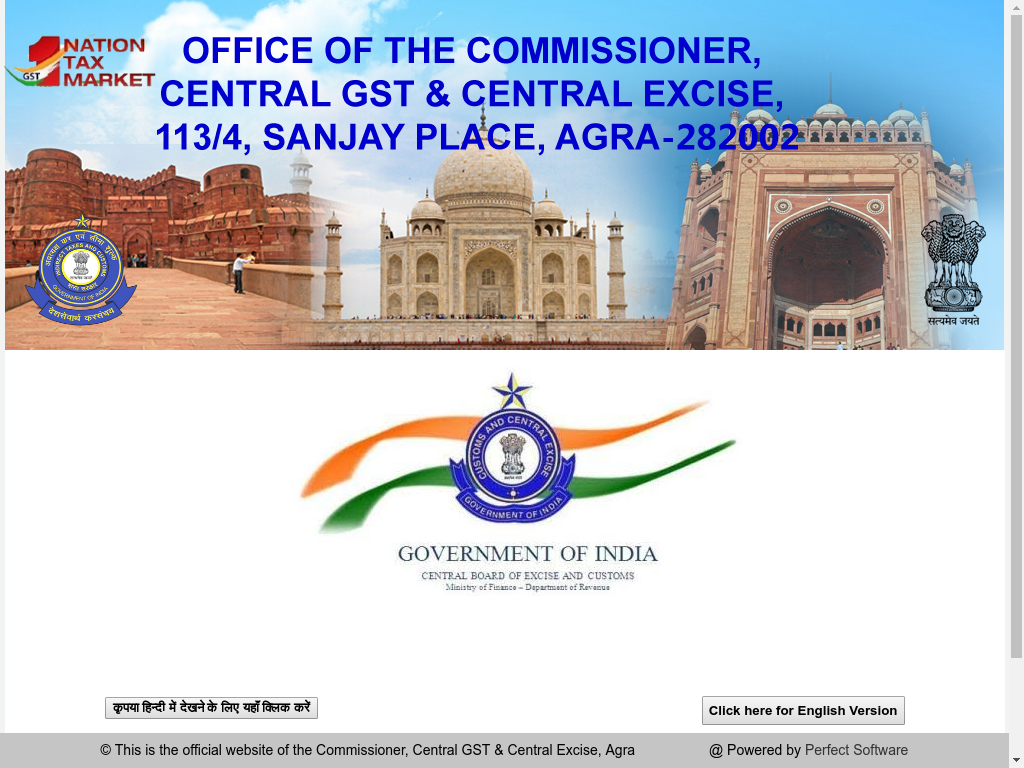 NATION
TAX
MARKET
GST
OFFICE OF THE COMMISSIONER,
CENTRAL GST & CENTRAL EXCISE,
113/4, SANJAY PLACE, AGRA-282002
INDIRECT TAXES AND CUSTOMS
भारत सरकार
GOVERNMENT OF INDIA
देशसेवार्थ करसंचय
सत्यमेव जयते
CUSTOMS AND CENTRAL EXCISE
GOVERNMENT OF INDIA
GOVERNMENT OF INDIA
CENTRAL BOARD OF EXCISE AND CUSTOMS
Ministry of Finance – Department of Revenue
कृपया हिन्दी में देखने के लिए यहाँ क्लिक करें
Click here for English Version
© This is the official website of the Commissioner, Central GST & Central Excise, Agra
@ Powered by Perfect Software